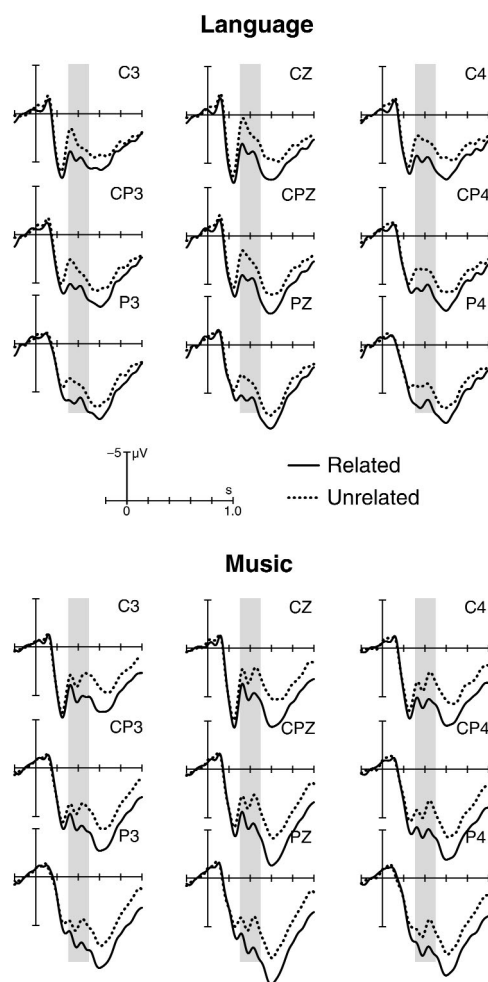 Language
C3 CZ C4
CP3 CPZ CP4
P3 PZ P4
−5 µV
s
0 1.0
Related
Unrelated
Music
C3 CZ C4
CP3 CPZ CP4
P3 PZ P4